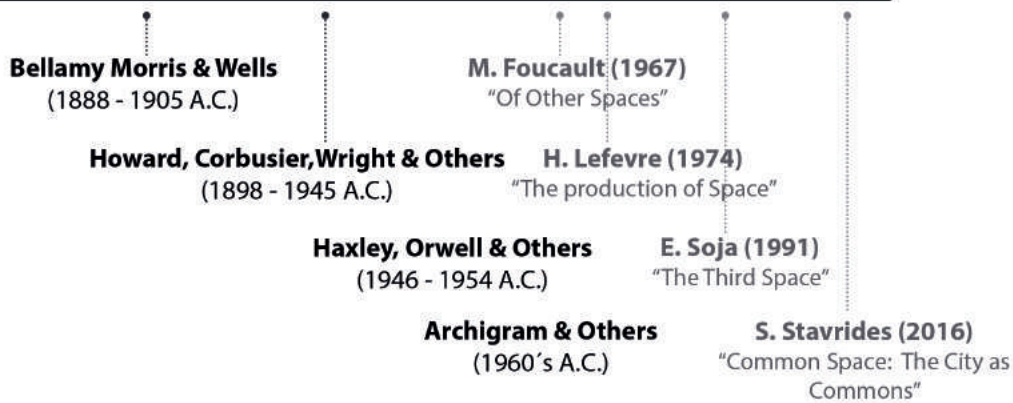 Bellamy Morris & Wells
(1888 - 1905 A.C.)
M. Foucault (1967)
“Of Other Spaces”
Howard, Corbusier,Wright & Others
(1898 - 1945 A.C.)
H. Lefevre (1974)
“The production of Space”
Haxley, Orwell & Others
(1946 - 1954 A.C.)
E. Soja (1991)
“The Third Space”
Archigram & Others
(1960´s A.C.)
S. Stavrides (2016)
“Common Space: The City as
Commons”